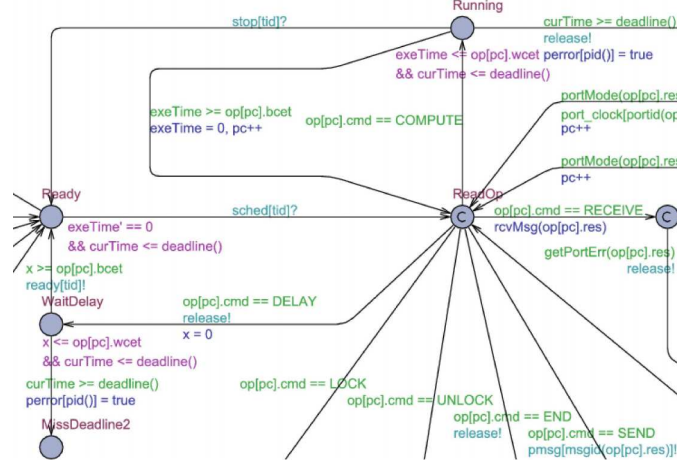 Running
stop[tid]?
curTime >= deadline()
release!
perror[pid()] = true
exeTime <= op[pc].wcet
&& curTime <= deadline()
exeTime >= op[pc].bcet
exeTime = 0, pc++
op[pc].cmd == COMPUTE
portMode(op[pc].res
port_clock[portid(op
pc++
portMode(op[pc].res
pc++
Ready
sched[tid]?
ReadOp
C
op[pc].cmd == RECEIVE
rcvMsg(op[pc].res)
C
exeTime' == 0
&& curTime <= deadline()
getPortErr(op[pc].res)
release!
x >= op[pc].bcet
ready[tid]!
WaitDelay
op[pc].cmd == DELAY
release!
x = 0
x <= op[pc].wcet
&& curTime <= deadline()
curTime >= deadline()
perror[pid()] = true
MissDeadline2
op[pc].cmd == LOCK
op[pc].cmd == UNLOCK
op[pc].cmd == END
release!
op[pc].cmd == SEND
pmsg[msgid(op[pc].res)]!